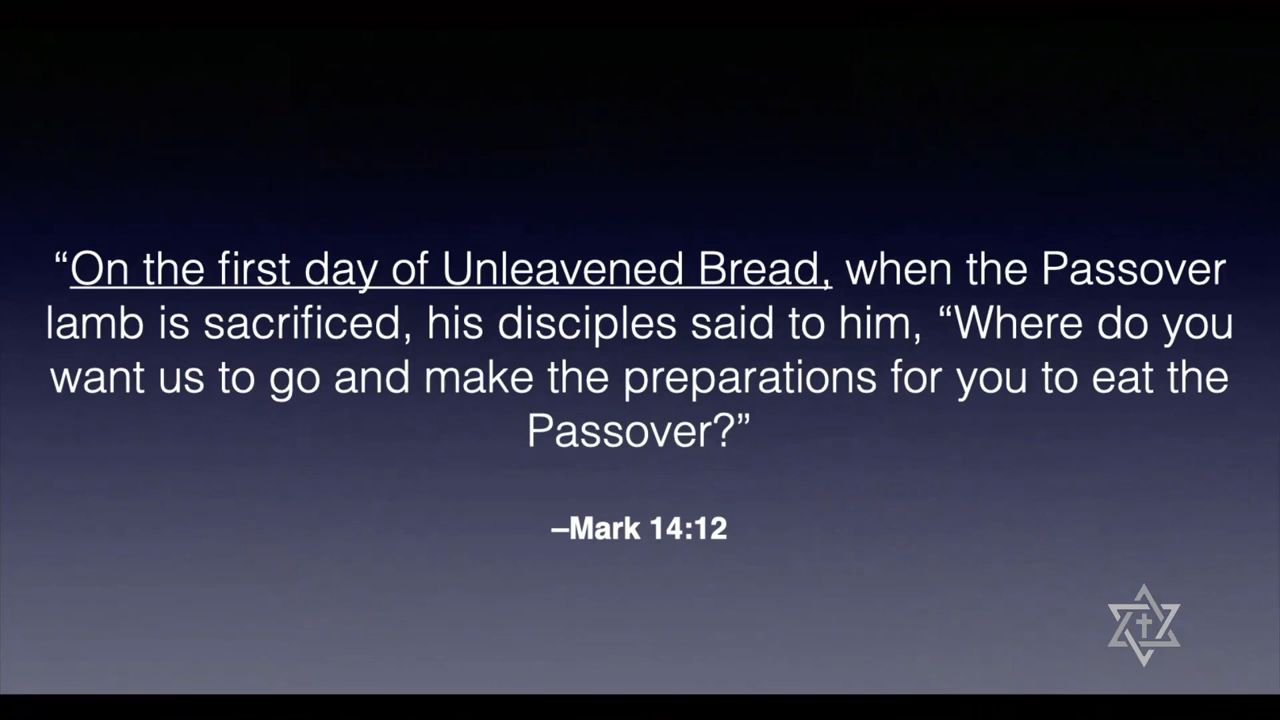 “On the first day of Unleavened Bread, when the Passover
lamb is sacrificed, his disciples said to him, “Where do you
want us to go and make the preparations for you to eat the
Passover?”
–Mark 14:12